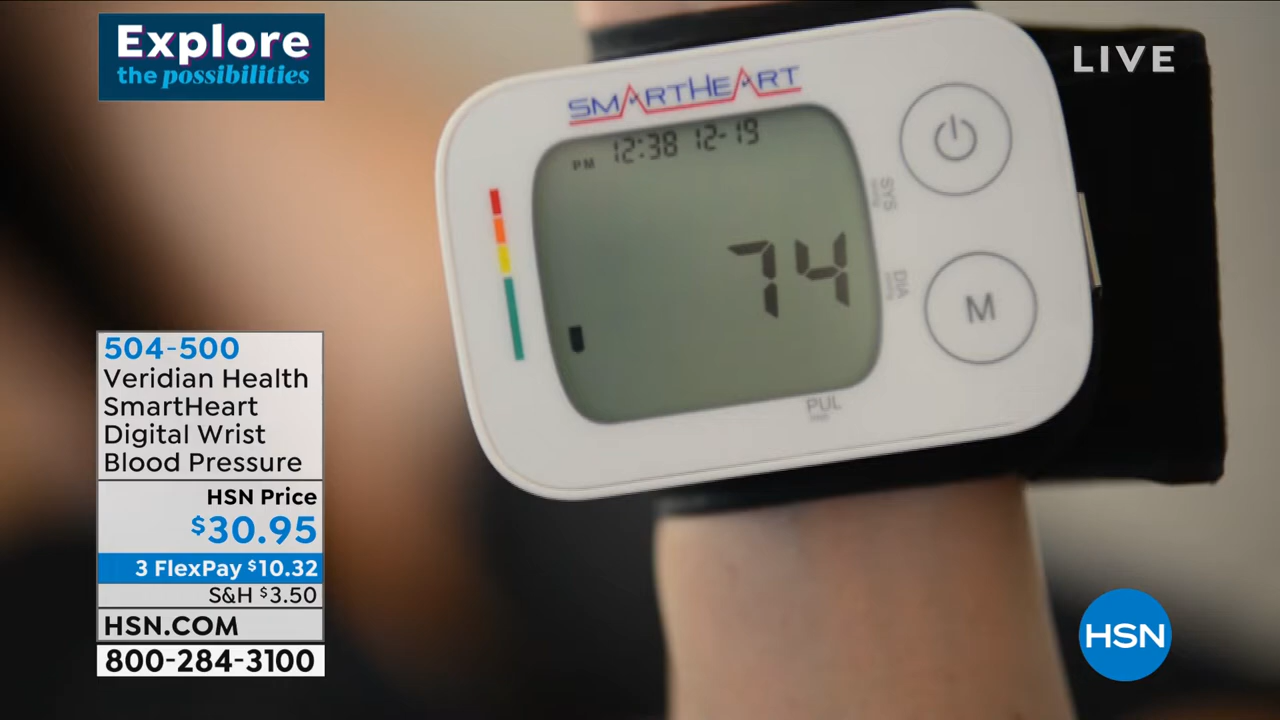 Explore
the possibilities
LIVE
SMARTHEART
PM 12:38 12-19
SYS
74
DIA
M
PUL
504-500
Veridian Health
SmartHeart
Digital Wrist
Blood Pressure
HSN Price
$30.95
3 FlexPay $10.32
S&H $3.50
HSN.COM
800-284-3100
HSN